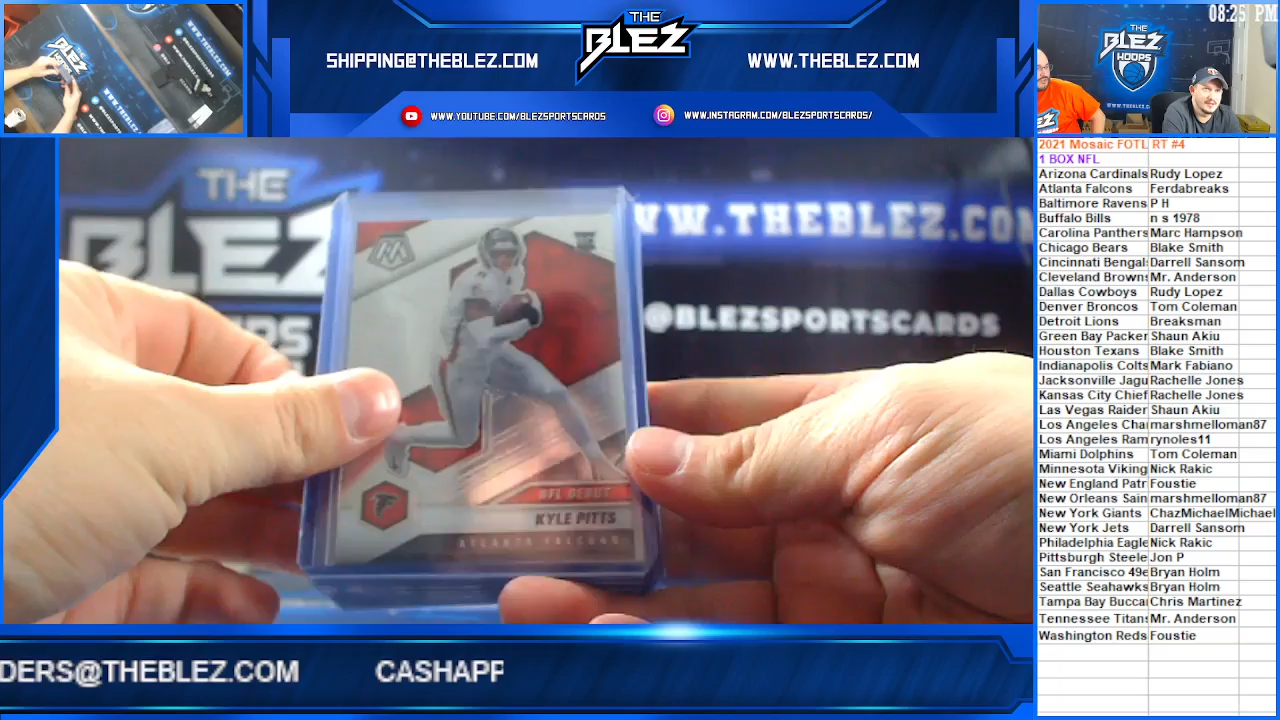 THE
BLEZ
SHIPPING@THEBLEZ.COM
WWW.THEBLEZ.COM
WWW.YOUTUBE.COM/BLEZSPORTSCARDS
WWW.INSTAGRAM.COM/BLEZSPORTSCARDS/
08:25 PM
THE
BLEZ
HOOPS
THE
BLEZ
WW.THEBLEZ.CO
@BLEZSPORTSCARDS
NFL DEBUT
KYLE PITTS
ATLANTA FALCONS
DERS@THEBLEZ.COM CASHAPP
2021 Mosaic FOTL RT #4
1 BOX NFL
Arizona Cardinals Rudy Lopez
Atlanta Falcons Ferdabreaks
Baltimore Ravens P H
Buffalo Bills n s 1978
Carolina Panthers Marc Hampson
Chicago Bears Blake Smith
Cincinnati Bengal Darrell Sansom
Cleveland Browns Mr. Anderson
Dallas Cowboys Rudy Lopez
Denver Broncos Tom Coleman
Detroit Lions Breaksman
Green Bay Packer Shaun Akiu
Houston Texans Blake Smith
Indianapolis Colts Mark Fabiano
Jacksonville Jagu Rachelle Jones
Kansas City Chief Rachelle Jones
Las Vegas Raider Shaun Akiu
Los Angeles Cha marshmelloman87
Los Angeles Ram rynoles11
Miami Dolphins Tom Coleman
Minnesota Viking Nick Rakic
New England Patr Foustie
New Orleans Sain marshmelloman87
New York Giants ChazMichaelMichael
New York Jets Darrell Sansom
Philadelphia Eagle Nick Rakic
Pittsburgh Steele Jon P
San Francisco 49e Bryan Holm
Seattle Seahawks Bryan Holm
Tampa Bay Bucca Chris Martinez
Tennessee Titans Mr. Anderson
Washington Reds Foustie